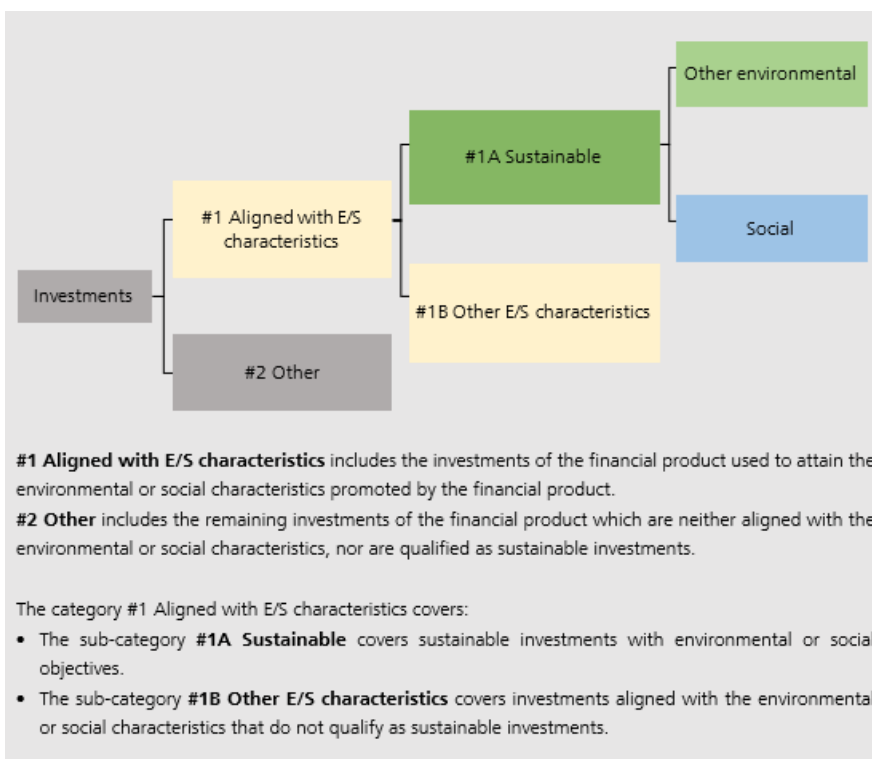 Other environmental
#1A Sustainable
#1 Aligned with E/S
characteristics
Social
Investments
#1B Other E/S characteristics
#2 Other
#1 Aligned with E/S characteristics includes the investments of the financial product used to attain the
environmental or social characteristics promoted by the financial product.
#2 Other includes the remaining investments of the financial product which are neither aligned with the
environmental or social characteristics, nor are qualified as sustainable investments.
The category #1 Aligned with E/S characteristics covers:
• The sub-category #1A Sustainable covers sustainable investments with environmental or social
objectives.
• The sub-category #1B Other E/S characteristics covers investments aligned with the environmental
or social characteristics that do not qualify as sustainable investments.